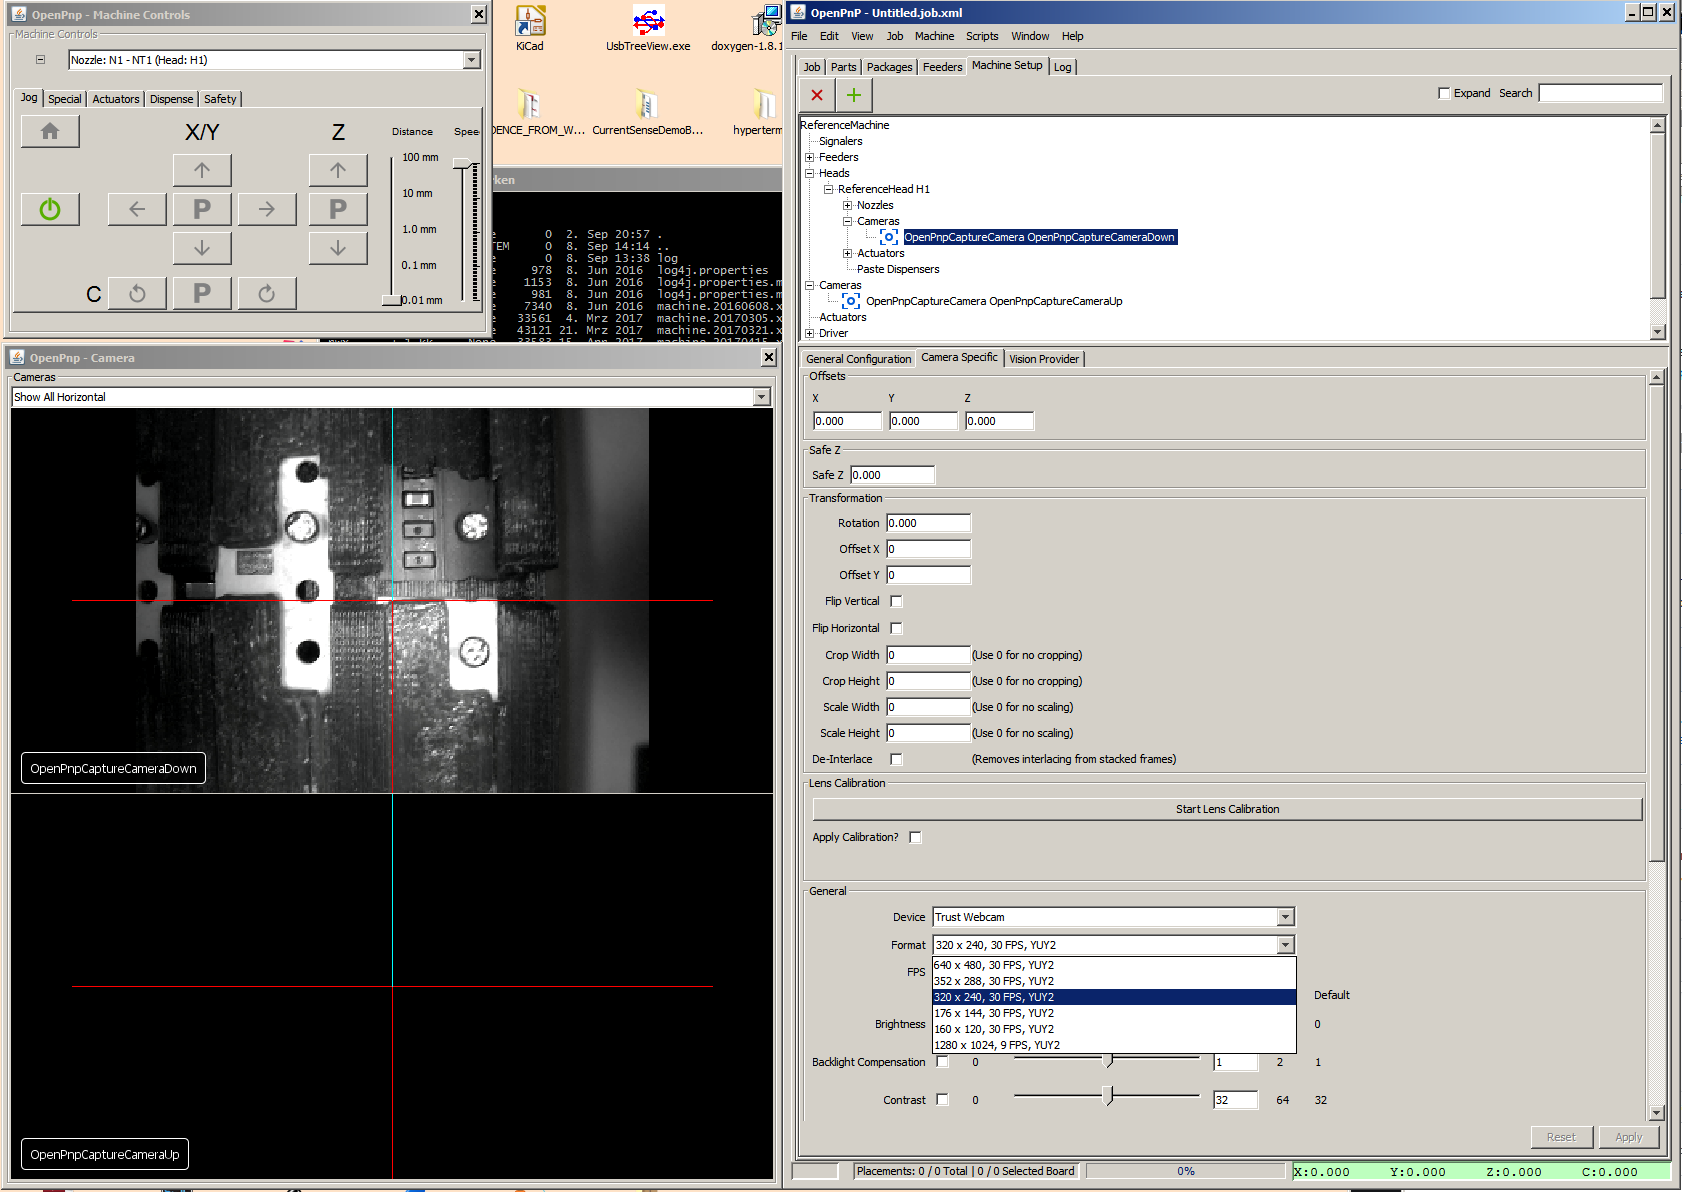 OpenPnp - Machine Controls
Machine Controls
Nozzle: N1 - NT1 (Head: H1)
Jog Special Actuators Dispense Safety
X/Y Z Distance Spee
100 mm
10 mm
P P
1.0 mm
0.1 mm
C P 0.01 mm
KiCad UsbTreeView.exe doxygen-1.8.1
DENCE_FROM_W... CurrentSenseDemoB... hyperterm
ken
e 0 2. Sep 20:57 .
TEM 0 8. Sep 14:14 ..
e 0 8. Sep 13:38 log
e 978 8. Jun 2016 log4j.properties
e 1153 8. Jun 2016 log4j.properties.m
e 981 8. Jun 2016 log4j.properties.m
e 7340 8. Jun 2016 machine.20160608.x
e 33561 4. Mrz 2017 machine.20170305.x
e 43121 21. Mrz 2017 machine.20170321.x
OpenPnp - Camera
Cameras
Show All Horizontal
OpenPnpCaptureCameraDown
OpenPnpCaptureCameraUp
OpenPnP - Untitled.job.xml
File Edit View Job Machine Scripts Window Help
Job Parts Packages Feeders Machine Setup Log
Expand Search
ReferenceMachine
Signalers
Feeders
Heads
ReferenceHead H1
Nozzles
Cameras
OpenPnpCaptureCamera OpenPnpCaptureCameraDown
Actuators
Paste Dispensers
Cameras
OpenPnpCaptureCamera OpenPnpCaptureCameraUp
Actuators
Driver
General Configuration Camera Specific Vision Provider
Offsets
X Y Z
0.000 0.000 0.000
Safe Z
Safe Z 0.000
Transformation
Rotation 0.000
Offset X 0
Offset Y 0
Flip Vertical
Flip Horizontal
Crop Width 0 (Use 0 for no cropping)
Crop Height 0 (Use 0 for no cropping)
Scale Width 0 (Use 0 for no scaling)
Scale Height 0 (Use 0 for no scaling)
De-Interlace (Removes interlacing from stacked frames)
Lens Calibration
Start Lens Calibration
Apply Calibration?
General
Device Trust Webcam
Format 320 x 240, 30 FPS, YUY2
FPS
640 x 480, 30 FPS, YUY2
352 x 288, 30 FPS, YUY2
320 x 240, 30 FPS, YUY2
176 x 144, 30 FPS, YUY2
160 x 120, 30 FPS, YUY2
1280 x 1024, 9 FPS, YUY2
Default
Brightness 0
Backlight Compensation 0 1 2 1
Contrast 0 32 64 32
Reset Apply
Placements: 0 / 0 Total | 0 / 0 Selected Board 0% X:0.000 Y:0.000 Z:0.000 C:0.000